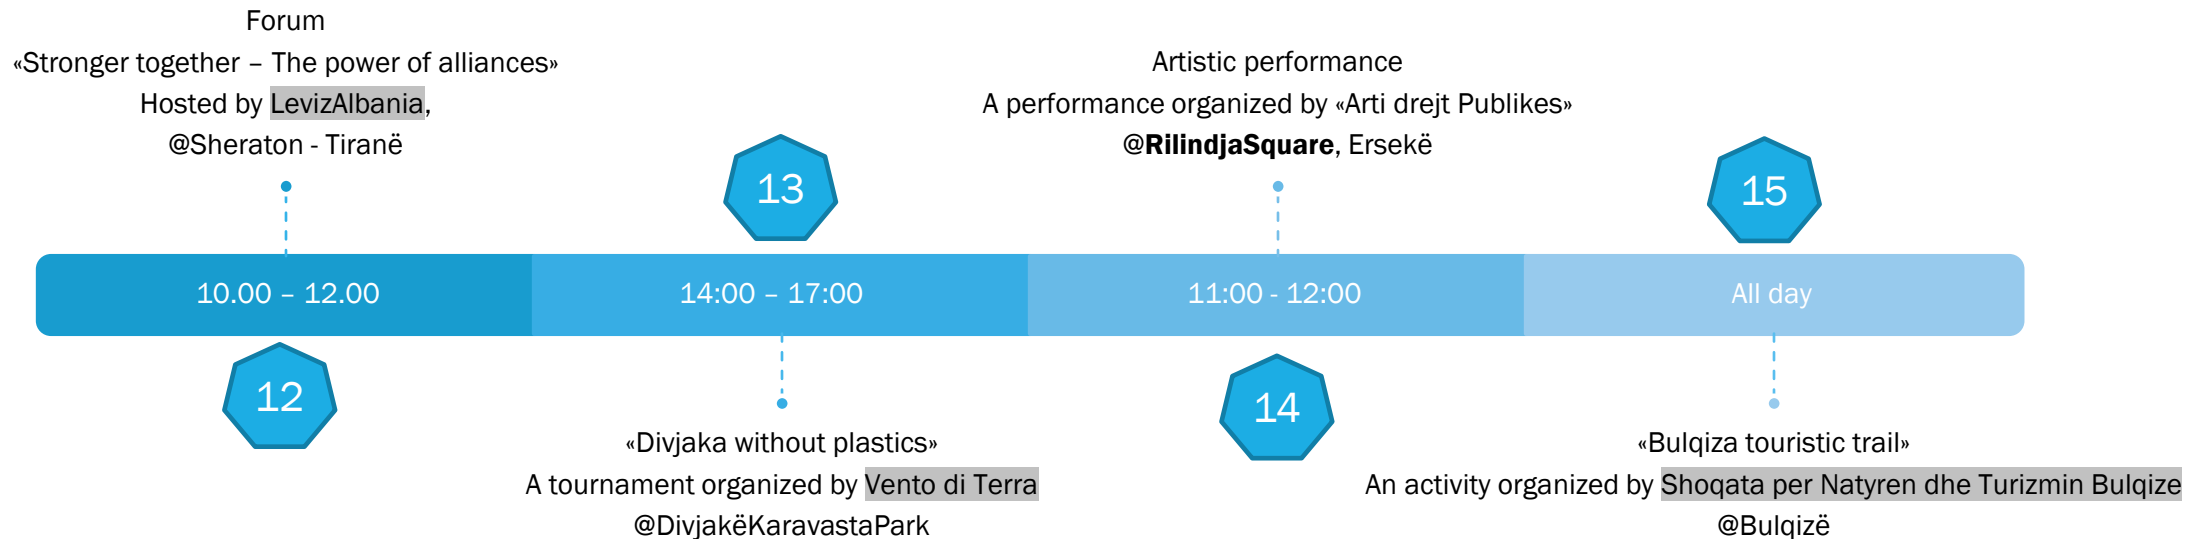 Forum
«Stronger together – The power of alliances»
Hosted by LevizAlbania,
@Sheraton - Tiranë
10.00 – 12.00
12
13
14:00 – 17:00
«Divjaka without plastics»
A tournament organized by Vento di Terra
@DivjakëKaravastaPark
Artistic performance
A performance organized by «Arti drejt Publikes»
@RilindjaSquare, Ersekë
11:00 - 12:00
14
15
All day
«Bulqiza touristic trail»
An activity organized by Shoqata per Natyren dhe Turizmin Bulqize
@Bulqizë